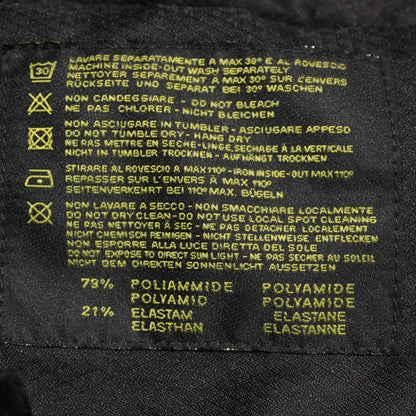 LAVARE SEPARATAMENTE A MAX 30° E AL ROVESCIO
MACHINE INSIDE-OUT WASH SEPARATELY
NETTOYER SEPAREMENT A MAX 30° SUR L'ENVERS
RÜCKSEITE UND SEPARAT BEI 30° WASCHEN
30
NON CANDEGGIARE - DO NOT BLEACH
NE PAS CHLORER - NICHT BLEICHEN
NON ASCIUGARE IN TUMBLER - ASCIUGARE APPESO
DO NOT TUMBLE DRY - HANG DRY
NE PAS METTRE EN SÈCHE-LINGE, SECHAGE A LA VERTICALE
NICHT IN TUMBLER TROCKNEN - AUFHÄNGT TROCKNEN
STIRARE AL ROVESCIO A MAX 110° - IRON INSIDE-OUT MAX 110°
REPASSER SUR L'ENVERS À MAX 110°
SEITENVERKEHRT BEI 110° MAX. BÜGELN
NON LAVARE A SECCO - NON SMACCHIARE LOCALMENTE
DO NOT DRY CLEAN - DO NOT USE LOCAL SPOT CLEANING
NE PAS NETTOYER A SEC - NE PAS DETACHER LOCALEMENT
NICHT CHEMISCH REINIGEN - NICHT STELLENWEISE ENTFLECKEN
NON ESPORRE ALLA LUCE DIRETTA DEL SOLE
DO NOT EXPOSE TO DIRECT SUN LIGHT - NE PAS SECHER AU SOLEIL
NICHT DEM DIREKTEN SONNENLICHT AUSSETZEN
79% POLIAMMIDE POLYAMIDE
POLYAMID POLYAMIDE
21% ELASTAM ELASTANE
ELASTHAN ELASTANNE